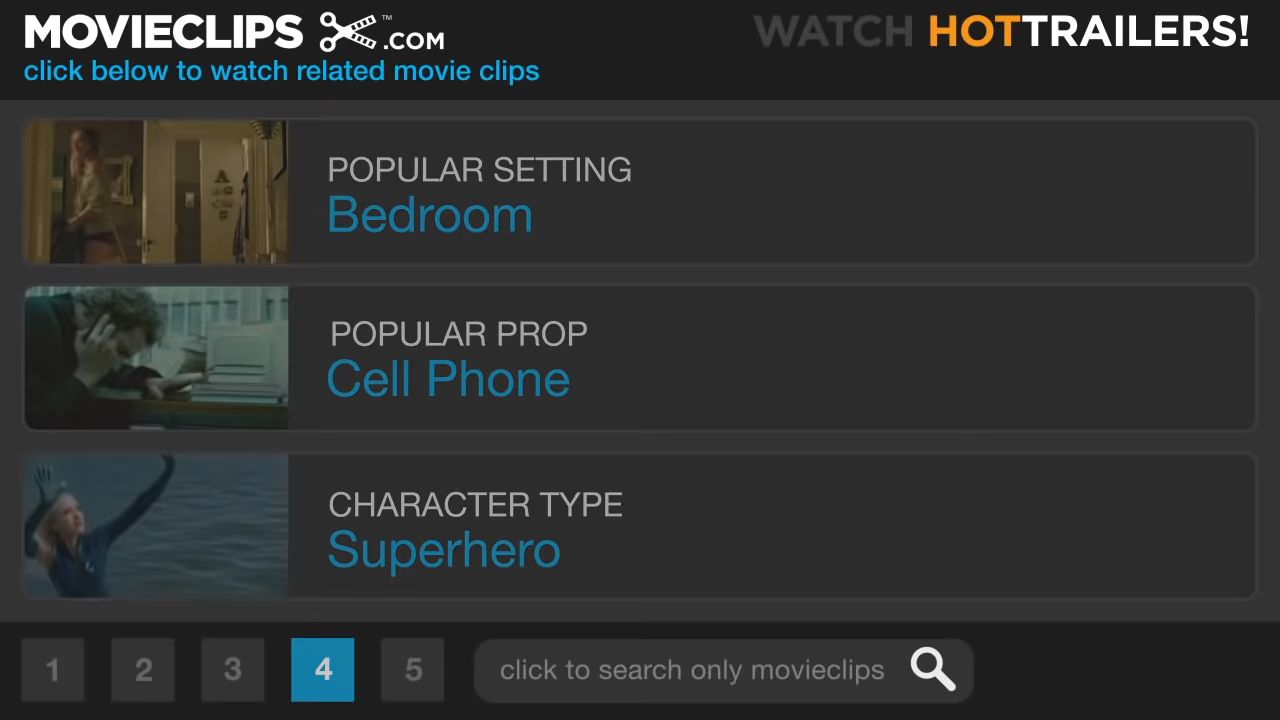 MOVIECLIPS ™ .COM
WATCH HOTTRAILERS!
click below to watch related movie clips
POPULAR SETTING
Bedroom
POPULAR PROP
Cell Phone
CHARACTER TYPE
Superhero
1 2 3 4 5
click to search only movieclips